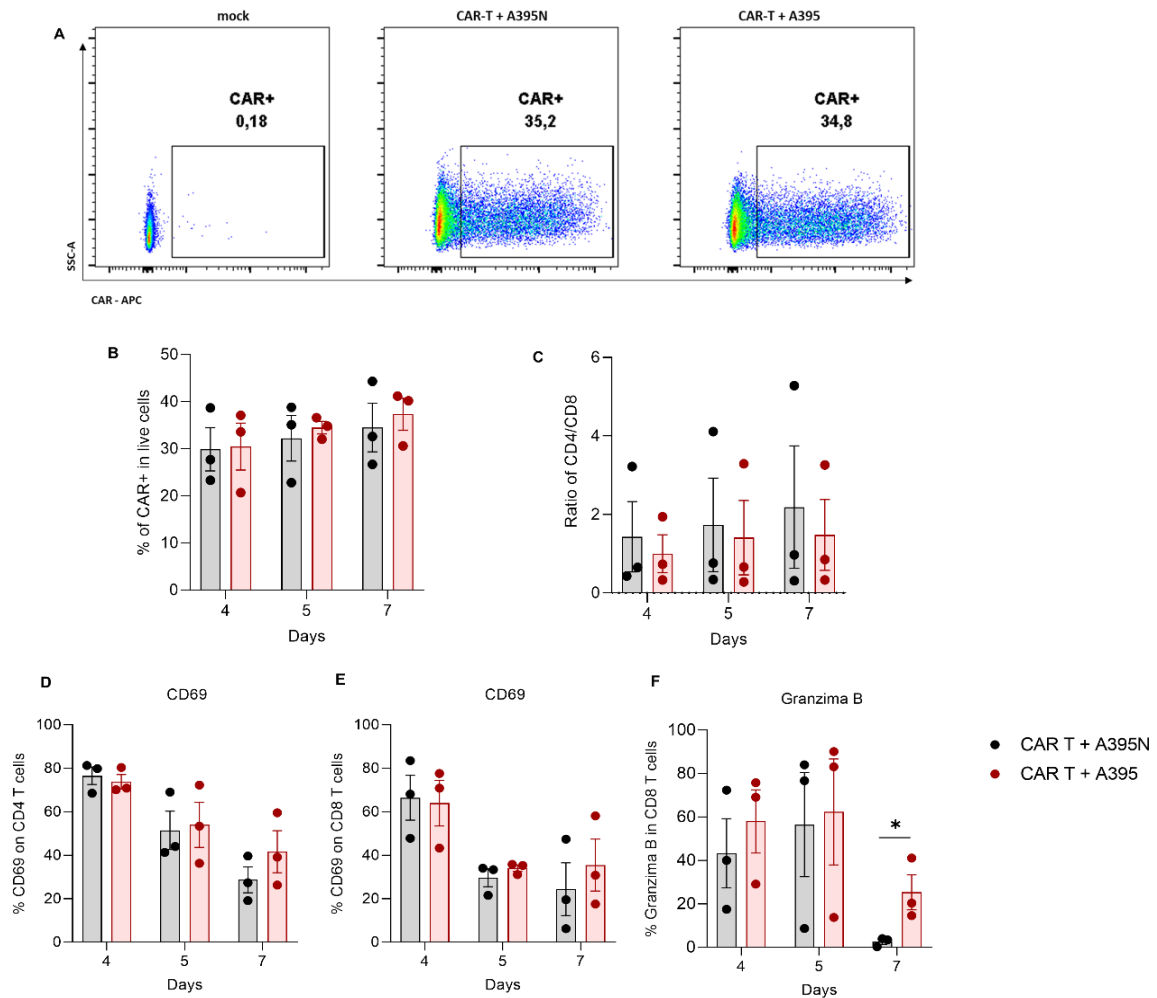 A
mock
CAR-T + A395N
CAR-T + A395
CAR+
0,18
CAR+
35,2
CAR+
34,8
SSC-A
CAR - APC
B
% of CAR+ in live cells
50
40
30
20
10
0
4 5 7
Days
C
Ratio of CD4/CD8
6
4
2
0
4 5 7
Days
D
CD69
% CD69 on CD4 T cells
100
80
60
40
20
0
4 5 7
Days
E
CD69
% CD69 on CD8 T cells
100
80
60
40
20
0
4 5 7
Days
F
Granzima B
% Granzima B in CD8 T cells
100
80
60
40
20
0
*
4 5 7
Days
CAR T + A395N
CAR T + A395